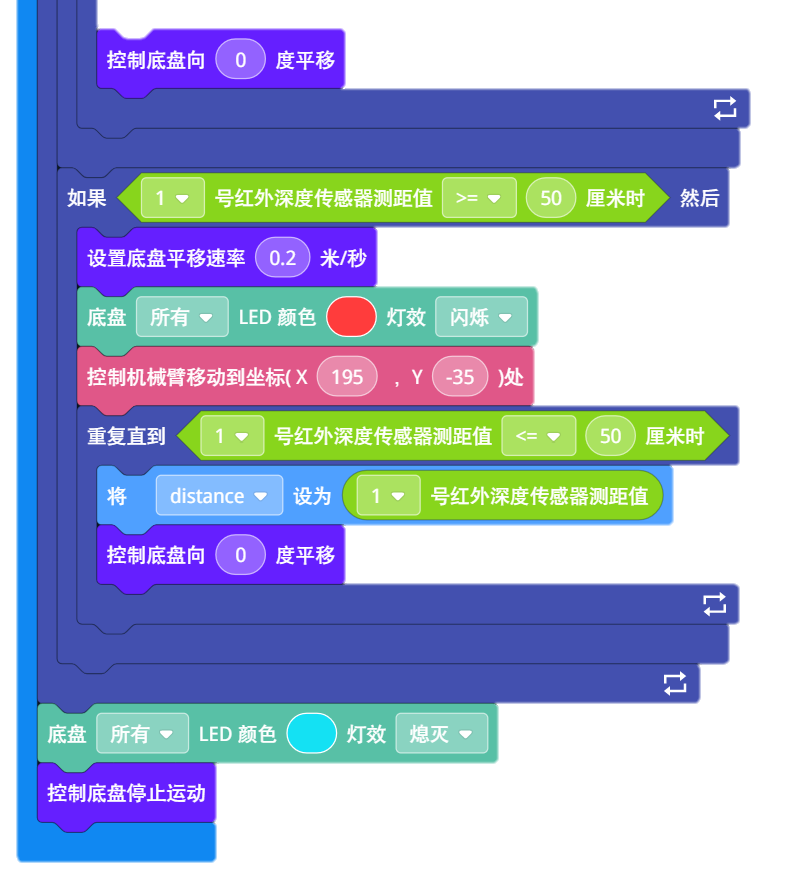 控制底盘向 0 度平移
如果 1 号红外深度传感器测距值 >= 50 厘米时 然后
设置底盘平移速率 0.2 米/秒
底盘 所有 LED 颜色 灯效 闪烁
控制机械臂移动到坐标( X 195 , Y -35 )处
重复直到 1 号红外深度传感器测距值 <= 50 厘米时
将 distance 设为 1 号红外深度传感器测距值
控制底盘向 0 度平移
底盘 所有 LED 颜色 灯效 熄灭
控制底盘停止运动